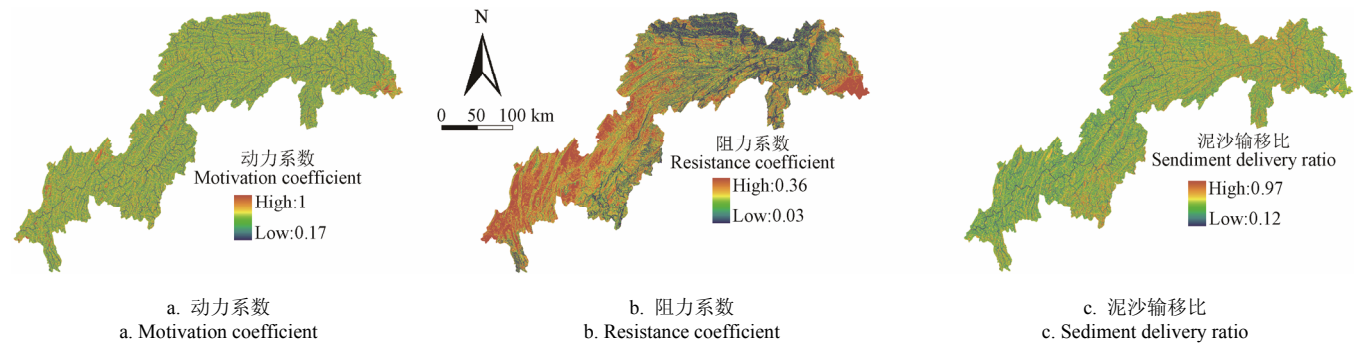 N
0 50 100 km
动力系数
Motivation coefficient
High:1
Low:0.17
阻力系数
Resistance coefficient
High:0.36
Low:0.03
泥沙输移比
Sendiment delivery ratio
High:0.97
Low:0.12
a. 动力系数
a. Motivation coefficient
b. 阻力系数
b. Resistance coefficient
c. 泥沙输移比
c. Sediment delivery ratio